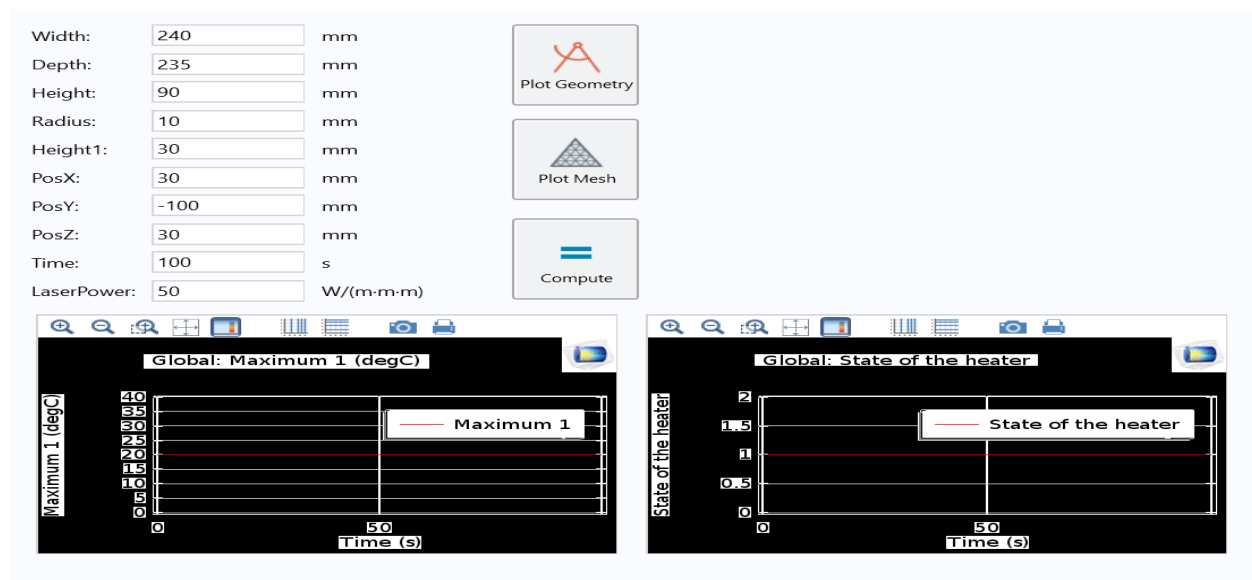 Width: 240 mm
Depth: 235 mm
Height: 90 mm
Radius: 10 mm
Height1: 30 mm
PosX: 30 mm
PosY: -100 mm
PosZ: 30 mm
Time: 100 s
LaserPower: 50 W/(m·m·m)
Plot Geometry
Plot Mesh
Compute
Global: Maximum 1 (degC)
Maximum 1 (degC)
40
35
30
25
20
15
10
5
0
Maximum 1
0 50
Time (s)
Global: State of the heater
State of the heater
2
1.5
1
0.5
0
State of the heater
0 50
Time (s)